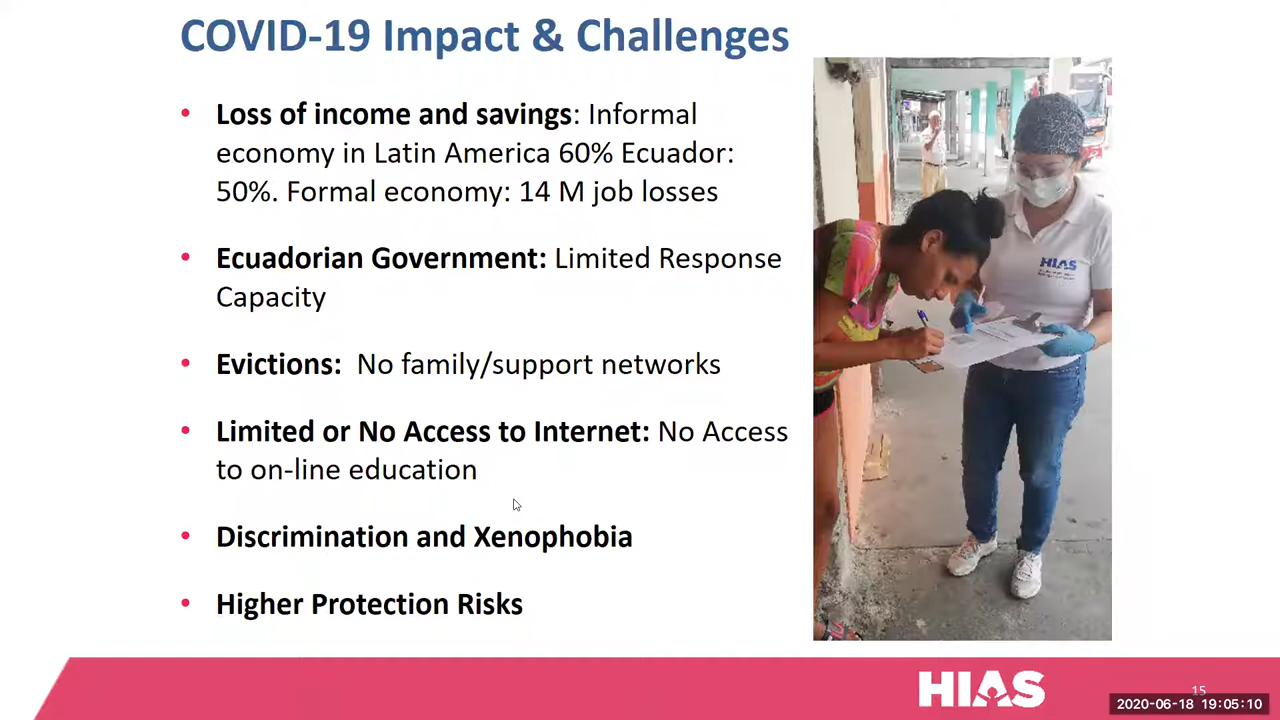 COVID-19 Impact & Challenges
• Loss of income and savings: Informal
economy in Latin America 60% Ecuador:
50%. Formal economy: 14 M job losses
• Ecuadorian Government: Limited Response
Capacity
• Evictions: No family/support networks
• Limited or No Access to Internet: No Access
to on-line education
• Discrimination and Xenophobia
• Higher Protection Risks
HIAS
HIAS
15
2020-06-18 19:05:10